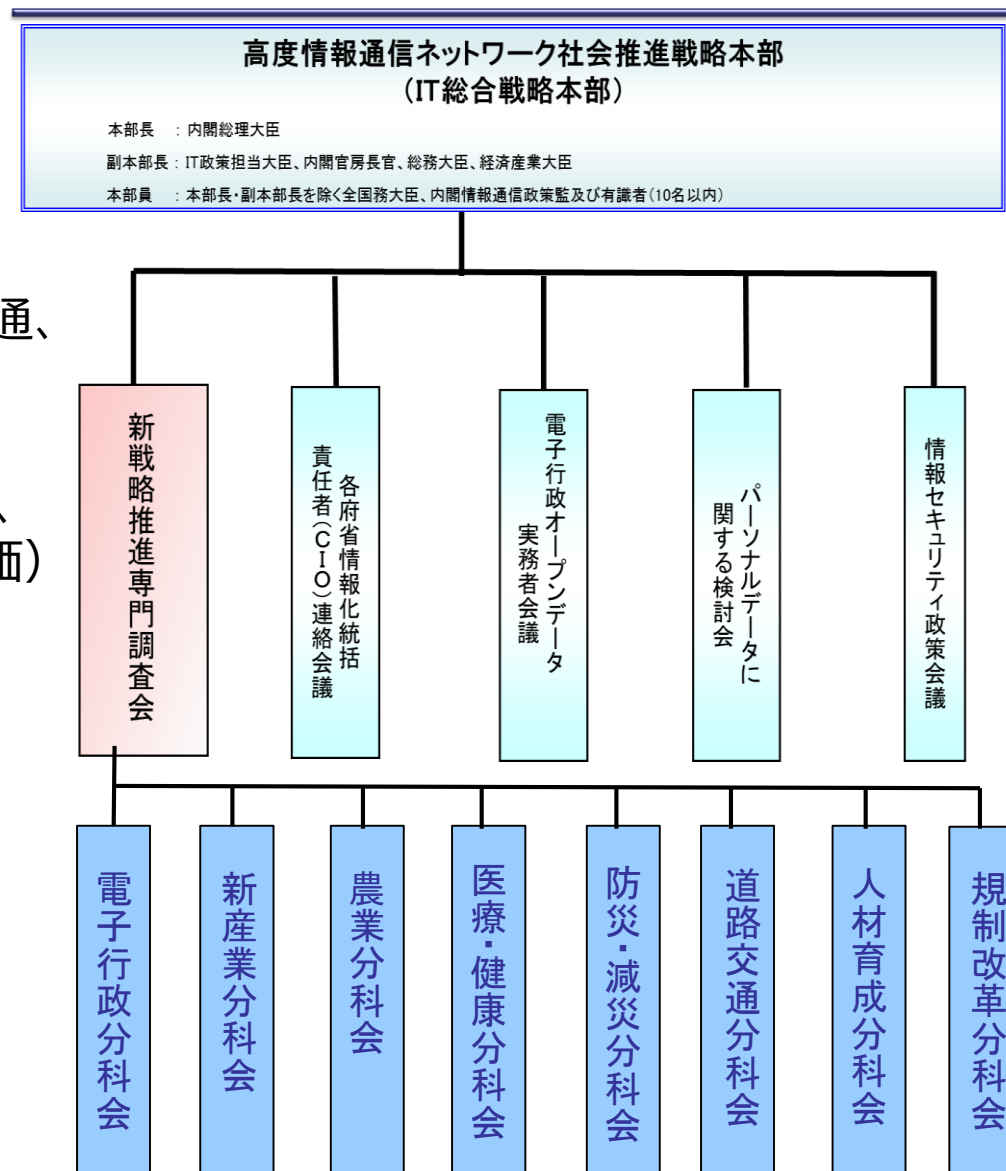 高度情報通信ネットワーク社会推進戦略本部
（IT総合戦略本部）
本部長　：内閣総理大臣
副本部長：IT政策担当大臣、内閣官房長官、総務大臣、経済産業大臣
本部員　：本部長・副本部長を除く全国務大臣、内閣情報通信政策監及び有識者（10名以内）
通、
、
価）
新戦略推進専門調査会
各府省情報化統括
責任者（CIO）連絡会議
電子行政オープンデータ
実務者会議
パーソナルデータに
関する検討会
情報セキュリティ政策会議
電子行政分科会
新産業分科会
農業分科会
医療・健康分科会
防災・減災分科会
道路交通分科会
人材育成分科会
規制改革分科会